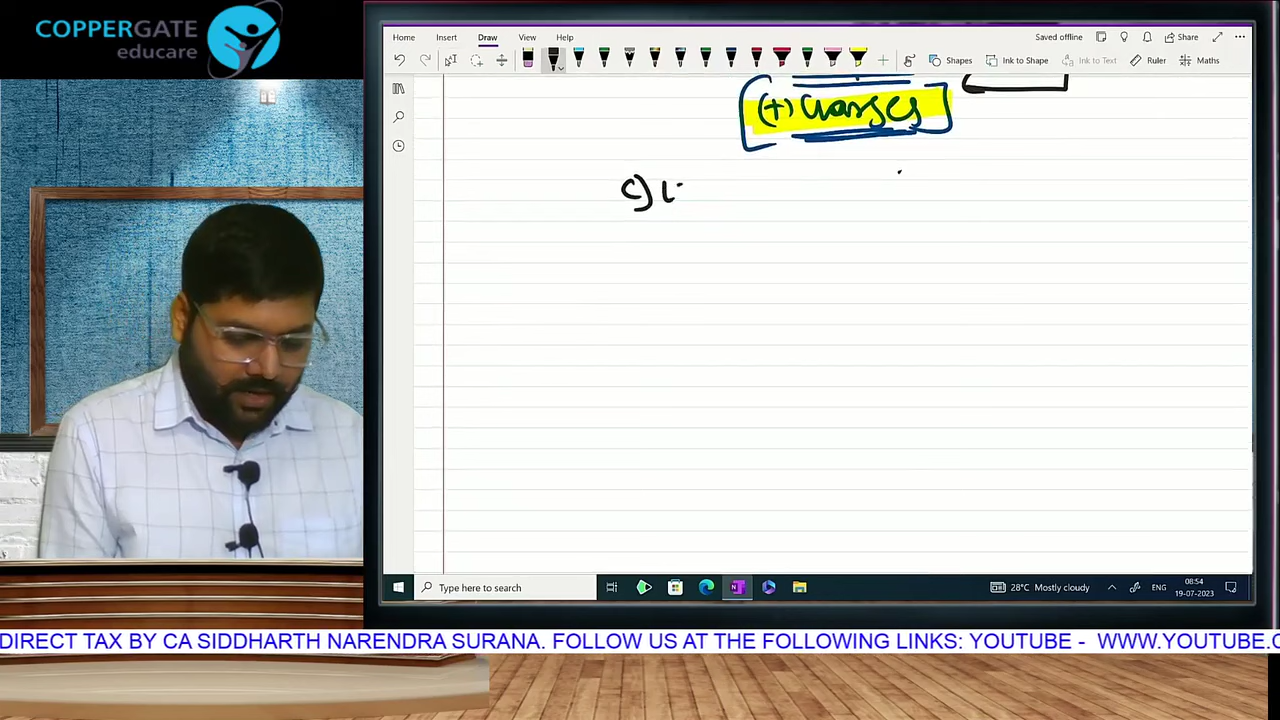 COPPERGATE
educare
Home Insert Draw View Help
Saved offline
Share
Shapes
Ink to Shape
Ink to Text
Ruler
Maths
(+) Charges
c)
Type here to search
28°C Mostly cloudy
ENG
08:54
19-07-2023
DIRECT TAX BY CA SIDDHARTH NARENDRA SURANA. FOLLOW US AT THE FOLLOWING LINKS: YOUTUBE - WWW.YOUTUBE.C